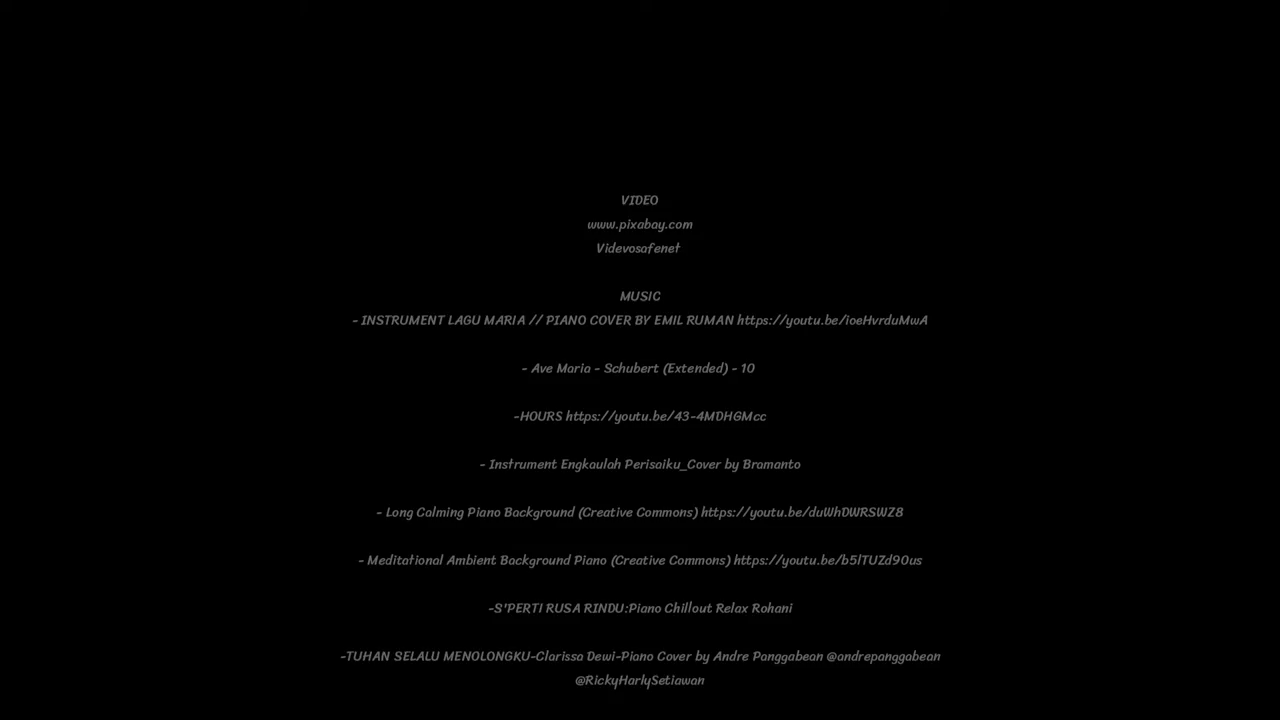 VIDEO
www.pixabay.com
Videvosafenet
MUSIC
- INSTRUMENT LAGU MARIA // PIANO COVER BY EMIL RUMAN https://youtu.be/ioeHvrduMwA
- Ave Maria - Schubert (Extended) - 10
-HOURS https://youtu.be/43-4MDHGMcc
- Instrument Engkaulah Perisaiku_Cover by Bramanto
- Long Calming Piano Background (Creative Commons) https://youtu.be/duWhDWRSWZ8
- Meditational Ambient Background Piano (Creative Commons) https://youtu.be/b5lTUZd90us
-S'PERTI RUSA RINDU:Piano Chillout Relax Rohani
-TUHAN SELALU MENOLONGKU-Clarissa Dewi-Piano Cover by Andre Panggabean @andrepanggabean
@RickyHarlySetiawan